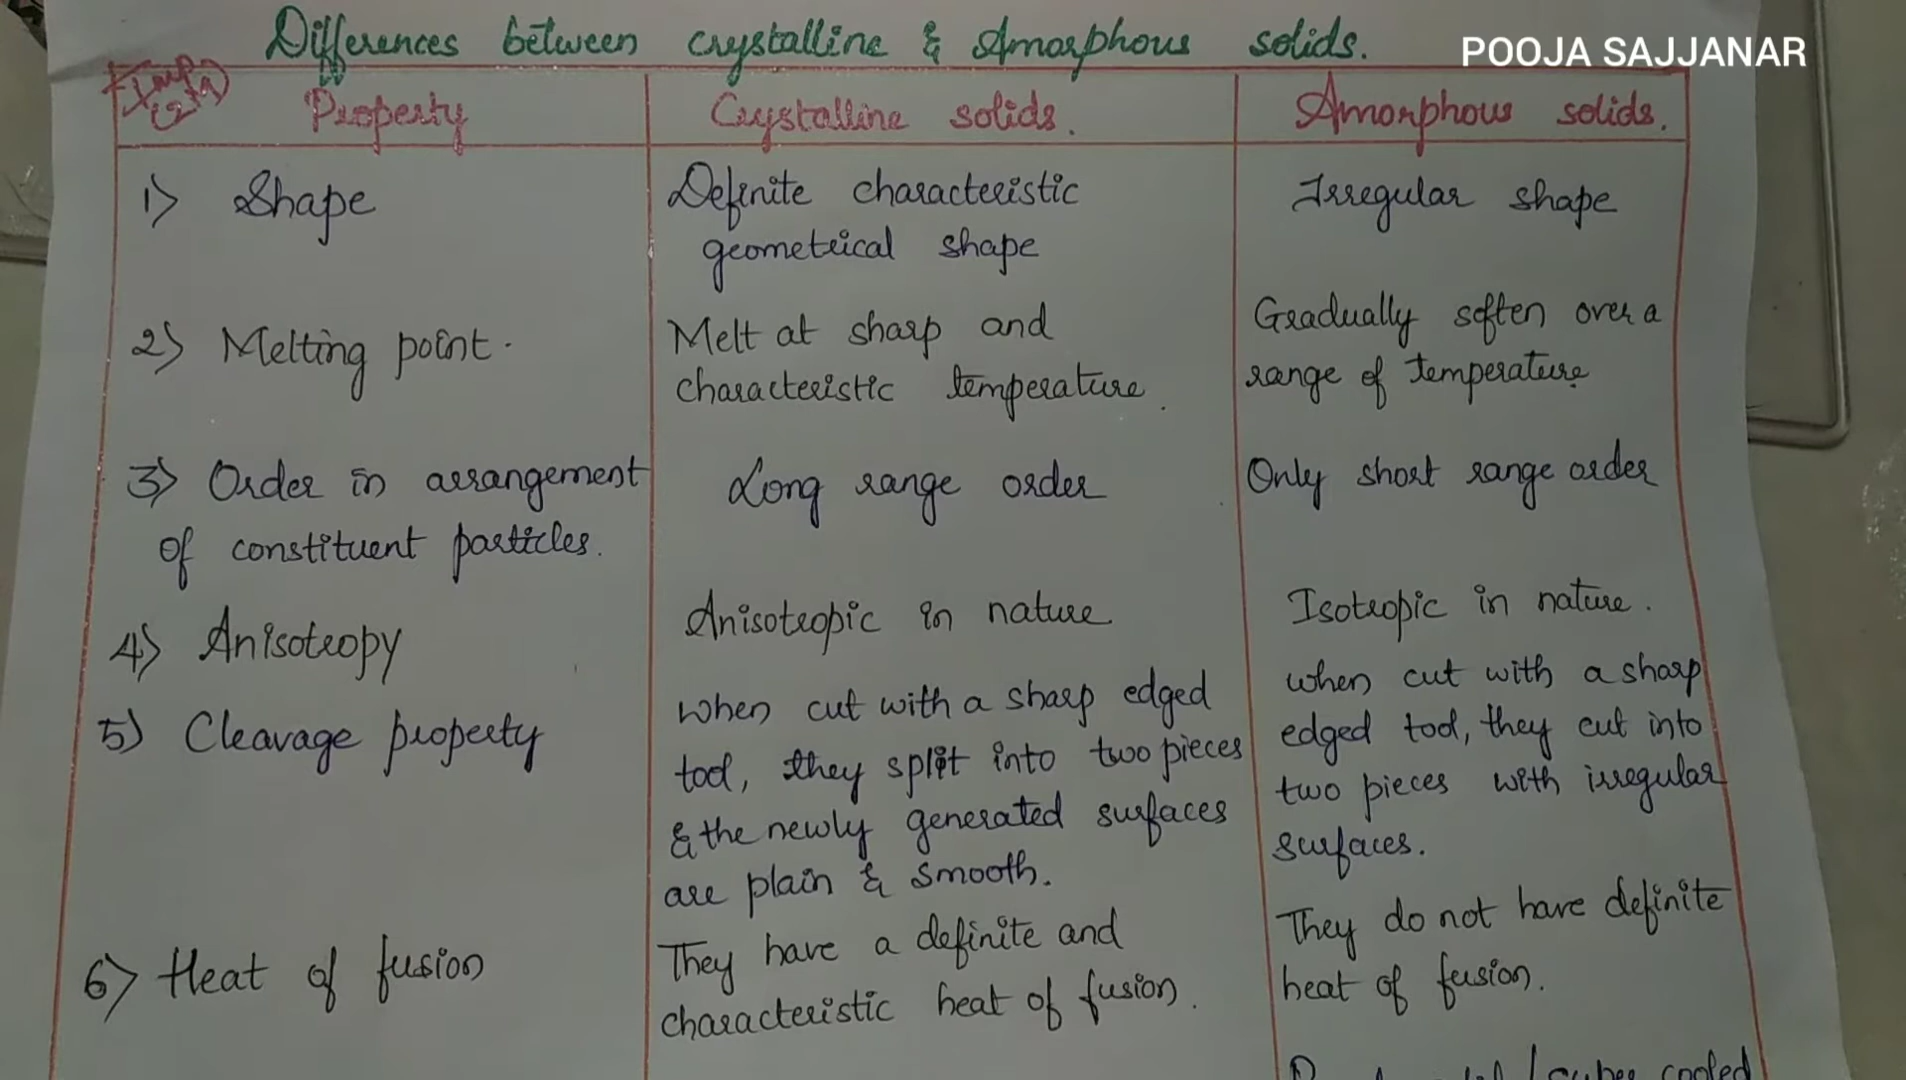 Differences between crystalline & Amorphous solids.
POOJA SAJJANAR
Imp
Property Crystalline solids. Amorphous solids.
1) Shape
Definite characteristic
geometrical shape
Irregular shape
2) Melting point.
Melt at sharp and
characteristic temperature.
Gradually soften over a
range of temperature.
3) Order in arrangement
of constituent particles.
Long range order
Only short range order
4) Anisotropy
Anisotropic in nature
Isotropic in nature.
5) Cleavage property
When cut with a sharp edged
tool, they split into two pieces
& the newly generated surfaces
are plain & smooth.
when cut with a sharp
edged tool, they cut into
two pieces with irregular
surfaces.
6) Heat of fusion
They have a definite and
characteristic heat of fusion.
They do not have definite
heat of fusion.
cooled